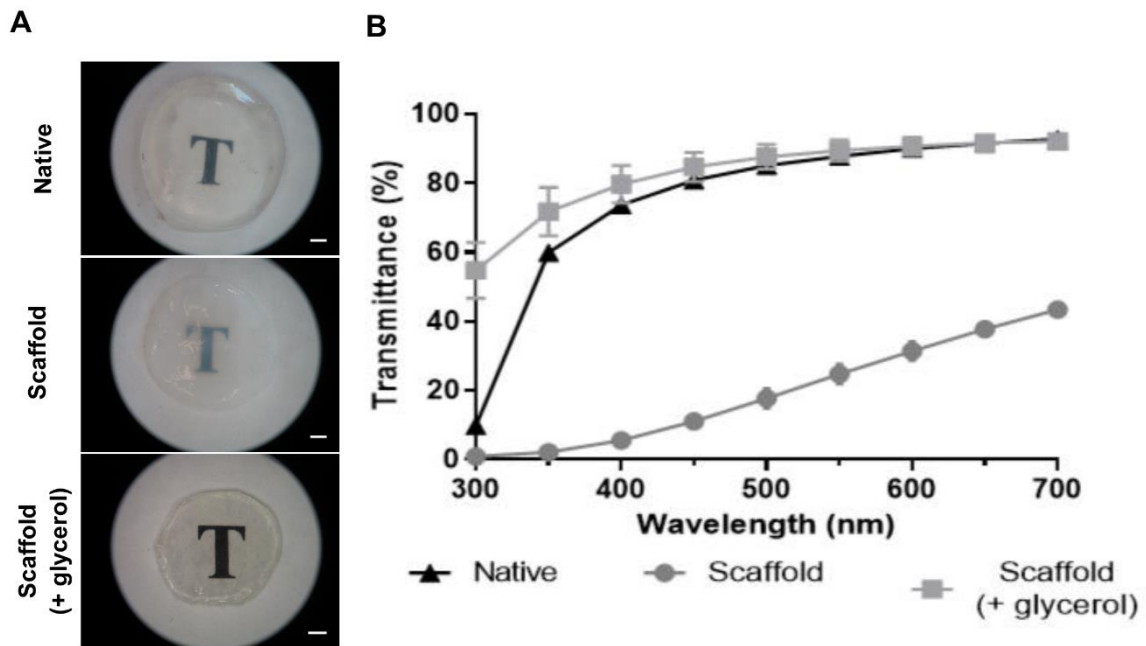 A
Native
T
Scaffold
T
Scaffold
(+ glycerol)
T
B
Transmittance (%)
100
80
60
40
20
0
300 400 500 600 700
Wavelength (nm)
Native Scaffold Scaffold
(+ glycerol)